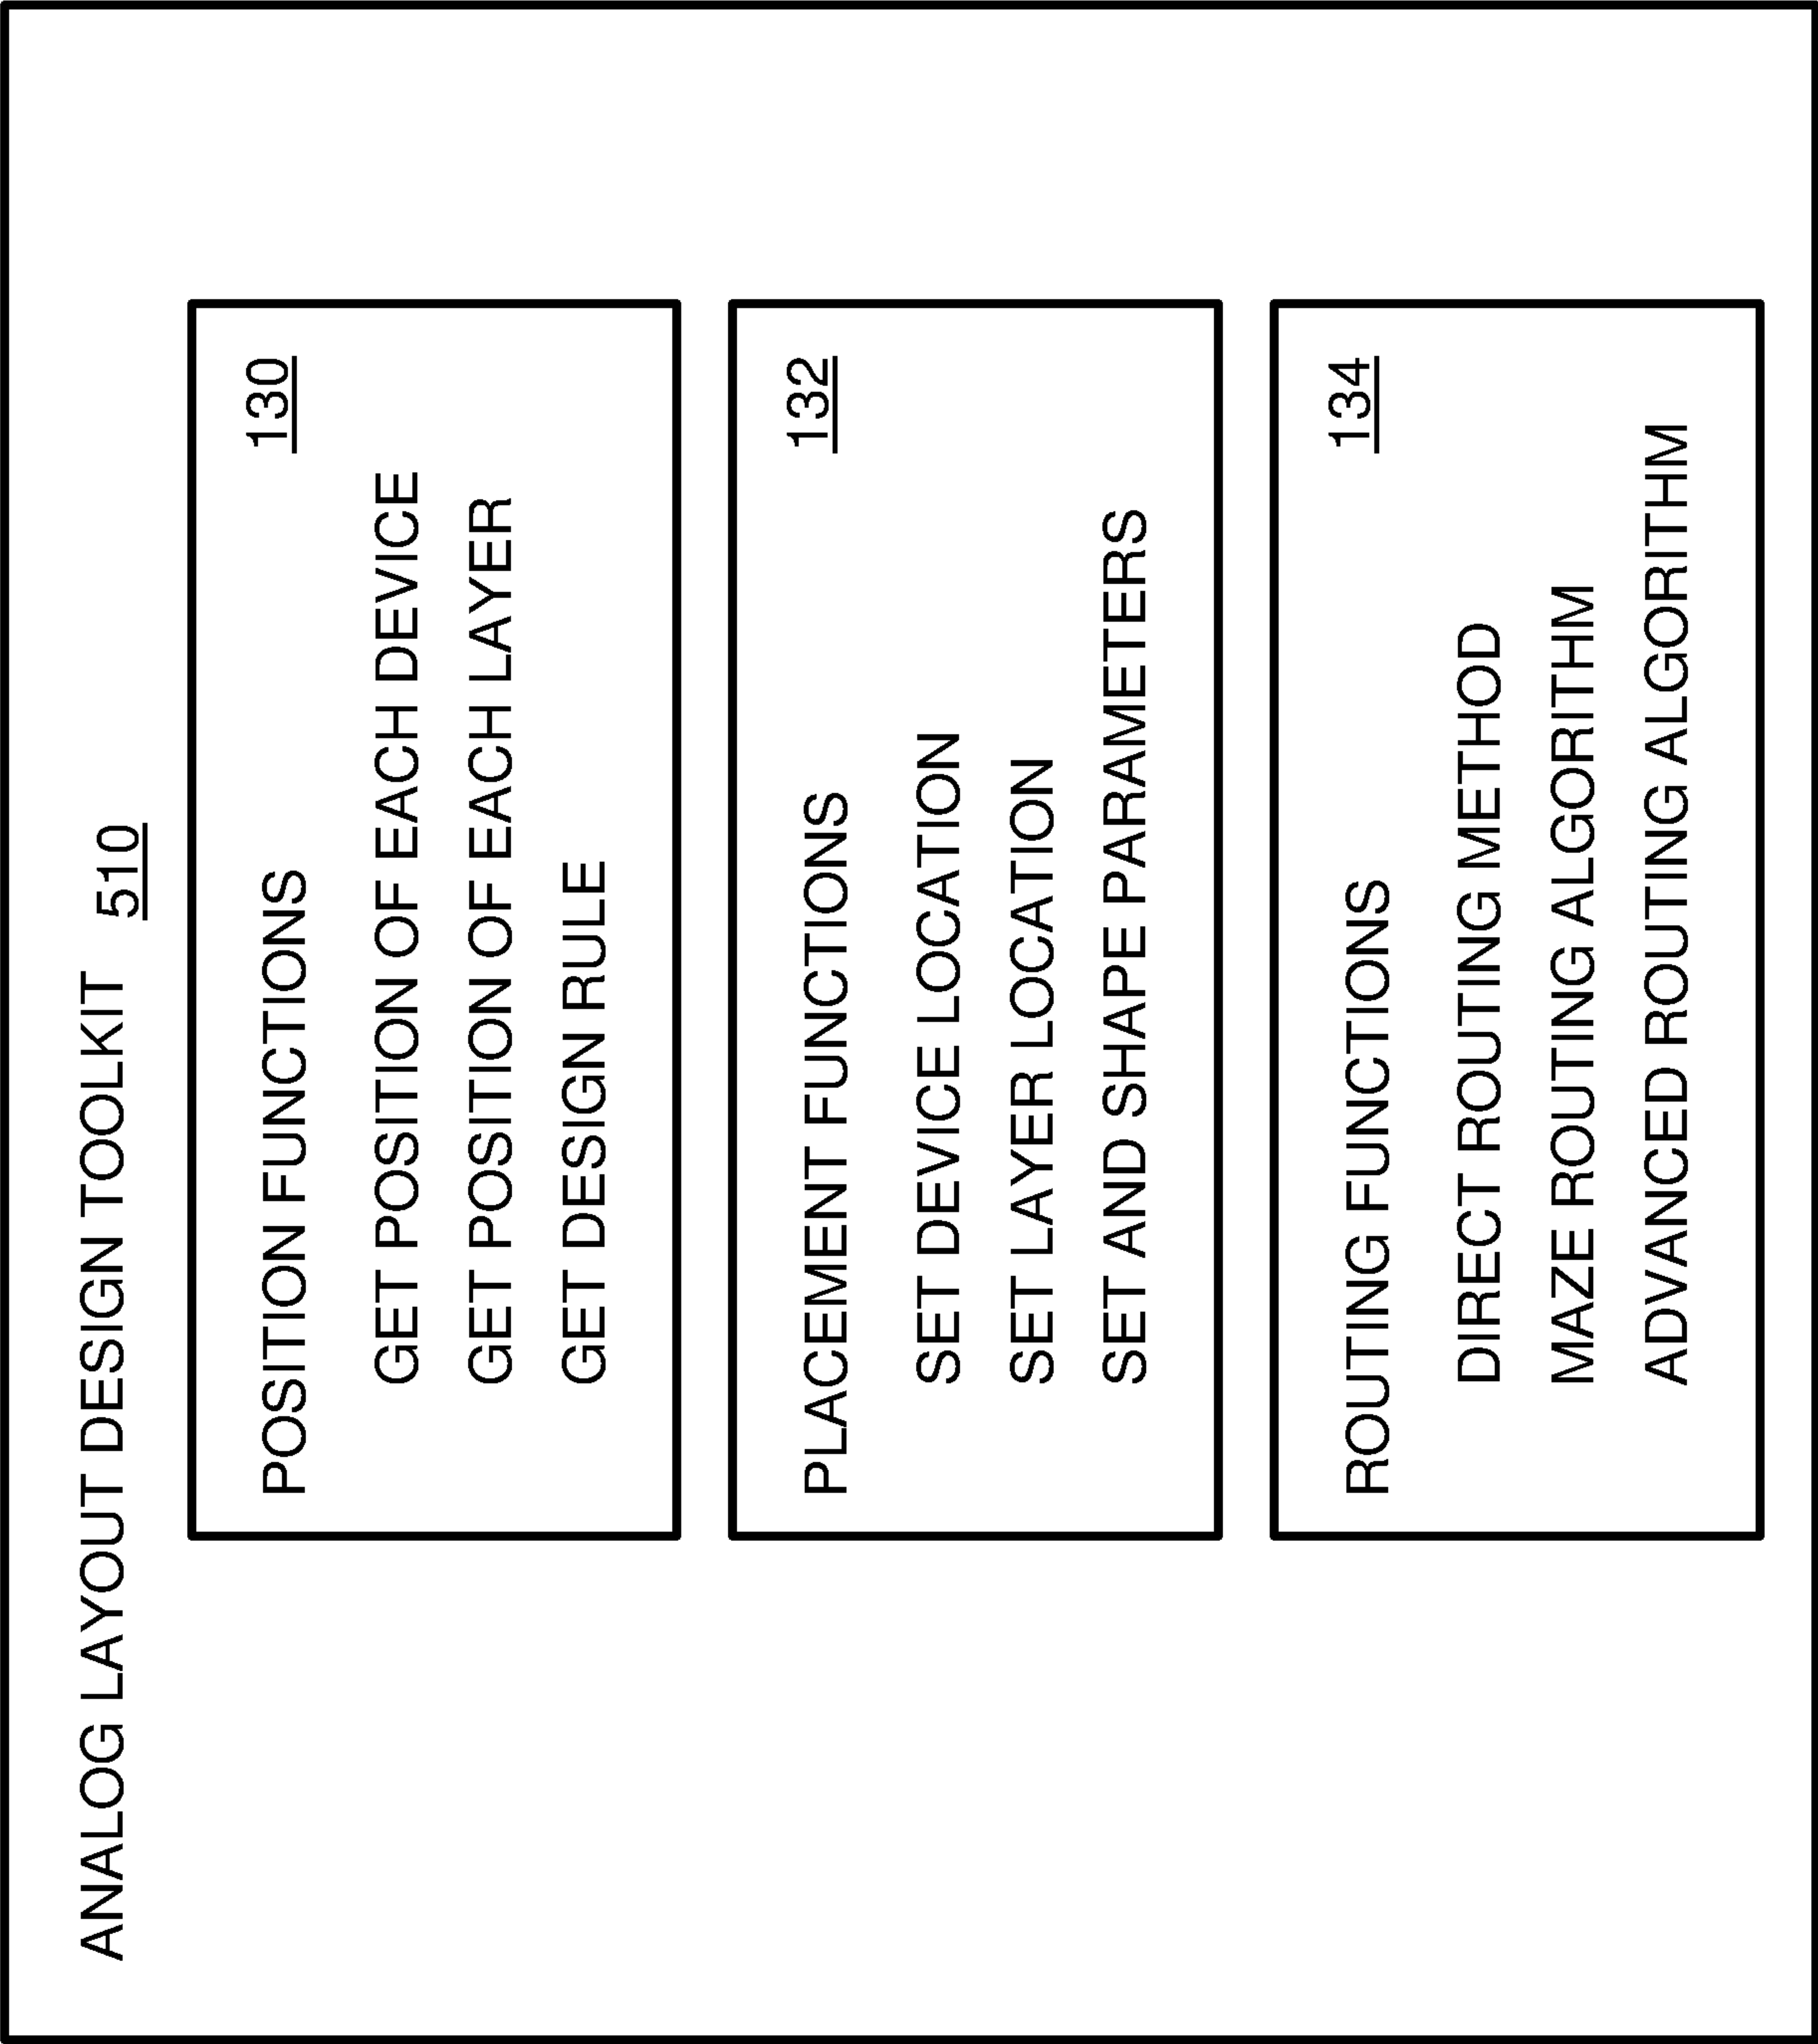 ANALOG LAYOUT DESIGN TOOLKIT 510
POSITION FUNCTIONS 130
GET POSITION OF EACH DEVICE
GET POSITION OF EACH LAYER
GET DESIGN RULE
PLACEMENT FUNCTIONS 132
SET DEVICE LOCATION
SET LAYER LOCATION
SET AND SHAPE PARAMETERS
ROUTING FUNCTIONS 134
DIRECT ROUTING METHOD
MAZE ROUTING ALGORITHM
ADVANCED ROUTING ALGORITHM